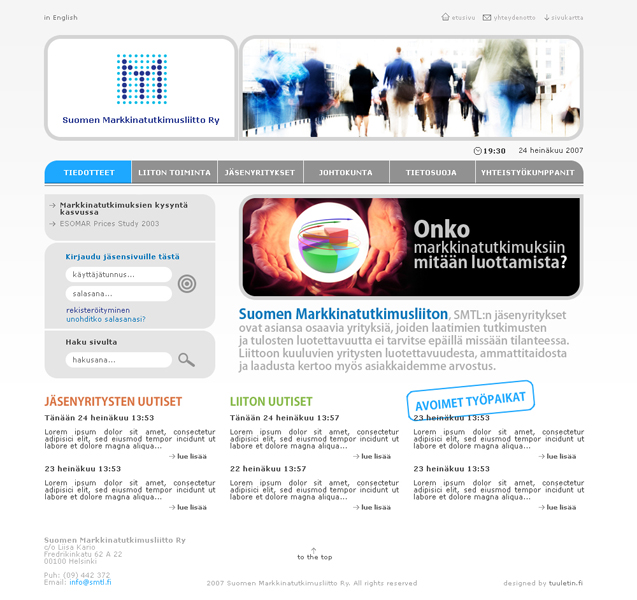 in English
etusivu
yhteydenotto
sivukartta
Suomen Markkinatutkimusliitto Ry
19:30
24 heinäkuu 2007
TIEDOTTEET
LIITON TOIMINTA
JÄSENYRITYKSET
JOHTOKUNTA
TIETOSUOJA
YHTEISTYÖKUMPPANIT
Markkinatutkimuksien kysyntä
kasvussa
ESOMAR Prices Study 2003
Kirjaudu jäsensivuille tästä
käyttäjätunnus...
salasana...
rekisteröityminen
unohditko salasanasi?
Haku sivulta
hakusana...
Onko
markkinatutkimuksiin
mitään luottamista?
Suomen Markkinatutkimusliiton, SMTL:n jäsenyritykset
ovat asiansa osaavia yrityksiä, joiden laatimien tutkimusten
ja tulosten luotettavuutta ei tarvitse epäillä missään tilanteessa.
Liittoon kuuluvien yritysten luotettavuudesta, ammattitaidosta
ja laadusta kertoo myös asiakkaidemme arvostus.
JÄSENYRITYSTEN UUTISET
Tänään 24 heinäkuu 13:53
Lorem ipsum dolor sit amet, consectetur
adipisici elit, sed eiusmod tempor incidunt ut
labore et dolore magna aliqua...
lue lisää
23 heinäkuu 13:53
Lorem ipsum dolor sit amet, consectetur
adipisici elit, sed eiusmod tempor incidunt ut
labore et dolore magna aliqua...
lue lisää
LIITON UUTISET
Tänään 24 heinäkuu 13:57
Lorem ipsum dolor sit amet, consectetur
adipisici elit, sed eiusmod tempor incidunt ut
labore et dolore magna aliqua...
lue lisää
22 heinäkuu 13:57
Lorem ipsum dolor sit amet, consectetur
adipisici elit, sed eiusmod tempor incidunt ut
labore et dolore magna aliqua...
lue lisää
AVOIMET TYÖPAIKAT
23 heinäkuu 13:53
Lorem ipsum dolor sit amet, consectetur
adipisici elit, sed eiusmod tempor incidunt ut
labore et dolore magna aliqua...
lue lisää
23 heinäkuu 13:53
Lorem ipsum dolor sit amet, consectetur
adipisici elit, sed eiusmod tempor incidunt ut
labore et dolore magna aliqua...
lue lisää
Suomen Markkinatutkimusliitto Ry
c/o Liisa Kario
Fredrikinkatu 62 A 22
00100 Helsinki
Puh: (09) 442 372
Email: info@smtl.fi
to the top
2007 Suomen Markkinatutkimusliitto Ry. All rights reserved
designed by tuuletin.fi